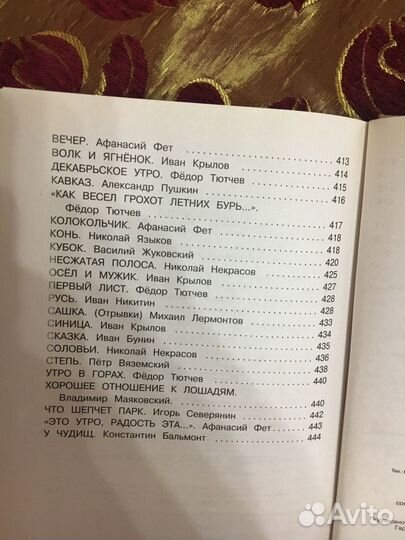 ВЕЧЕР. Афанасий Фет 413
ВОЛК И ЯГНЁНОК. Иван Крылов 414
ДЕКАБРЬСКОЕ УТРО. Фёдор Тютчев 415
КАВКАЗ. Александр Пушкин 416
«КАК ВЕСЕЛ ГРОХОТ ЛЕТНИХ БУРЬ...».
Фёдор Тютчев 417
КОЛОКОЛЬЧИК. Афанасий Фет 418
КОНЬ. Николай Языков 418
КУБОК. Василий Жуковский 420
НЕСЖАТАЯ ПОЛОСА. Николай Некрасов 425
ОСЁЛ И МУЖИК. Иван Крылов 427
ПЕРВЫЙ ЛИСТ. Фёдор Тютчев 428
РУСЬ. Иван Никитин 428
САШКА. (Отрывки) Михаил Лермонтов 433
СИНИЦА. Иван Крылов 434
СКАЗКА. Иван Бунин 435
СОЛОВЬИ. Николай Некрасов 436
СТЕПЬ. Пётр Вяземский 438
УТРО В ГОРАХ. Фёдор Тютчев 440
ХОРОШЕЕ ОТНОШЕНИЕ К ЛОШАДЯМ.
Владимир Маяковский. 440
ЧТО ШЕПЧЕТ ПАРК. Игорь Северянин 442
«ЭТО УТРО, РАДОСТЬ ЭТА...». Афанасий Фет 443
У ЧУДИЩ. Константин Бальмонт 444
Тел.
Avito